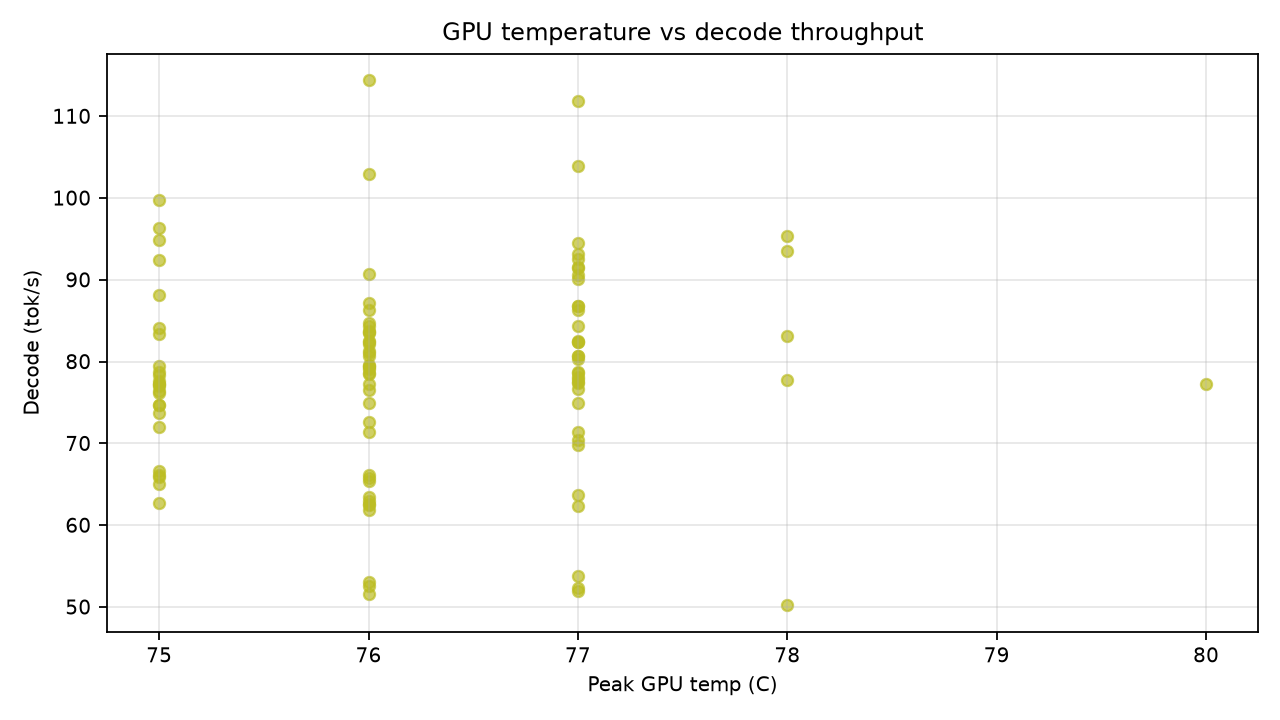 GPU temperature vs decode throughput
110
100
90
80
70
60
50
Decode (tok/s)
75 76 77 78 79 80
Peak GPU temp (C)